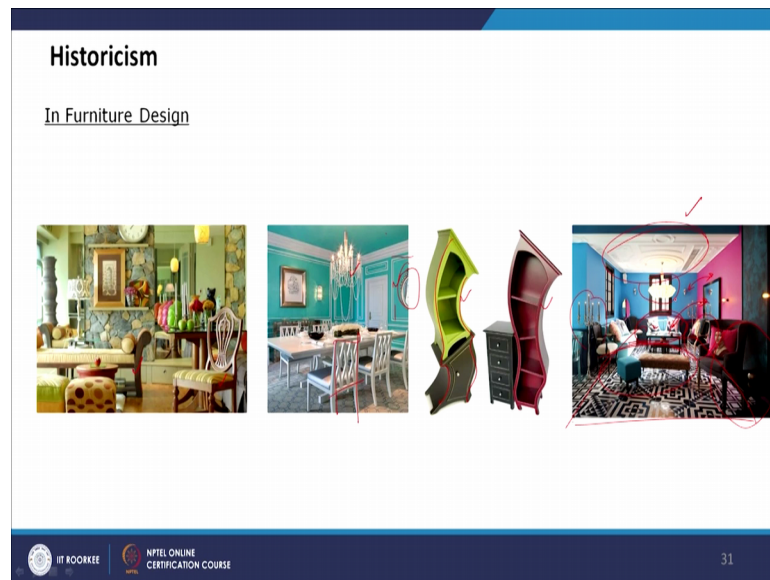 Historicism
In Furniture Design
IIT ROORKEE
NPTEL ONLINE
CERTIFICATION COURSE
31